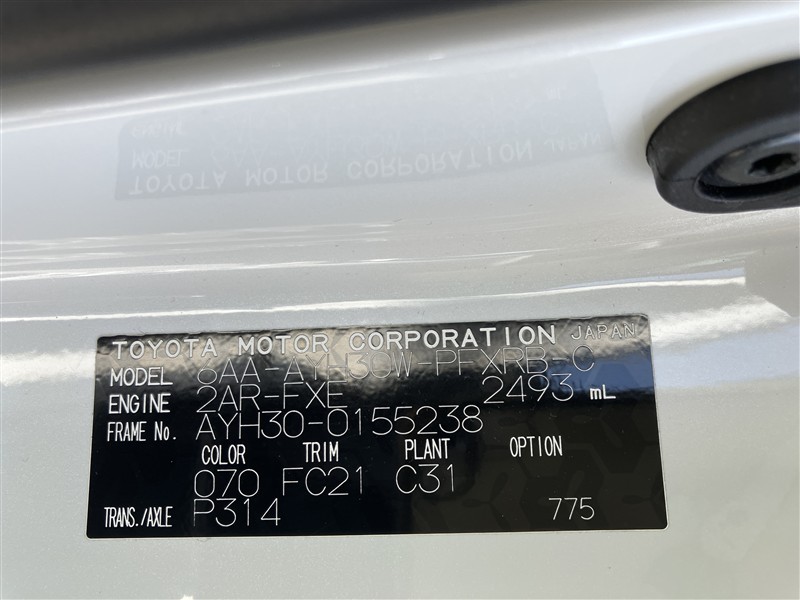 TOYOTA MOTOR CORPORATION JAPAN
MODEL 6AA-AYH30W-PFXRB-C
ENGINE 2AR-FXE 2493 mL
FRAME No. AYH30-0155238
COLOR TRIM PLANT OPTION
070 FC21 C31
TRANS./AXLE P314 775